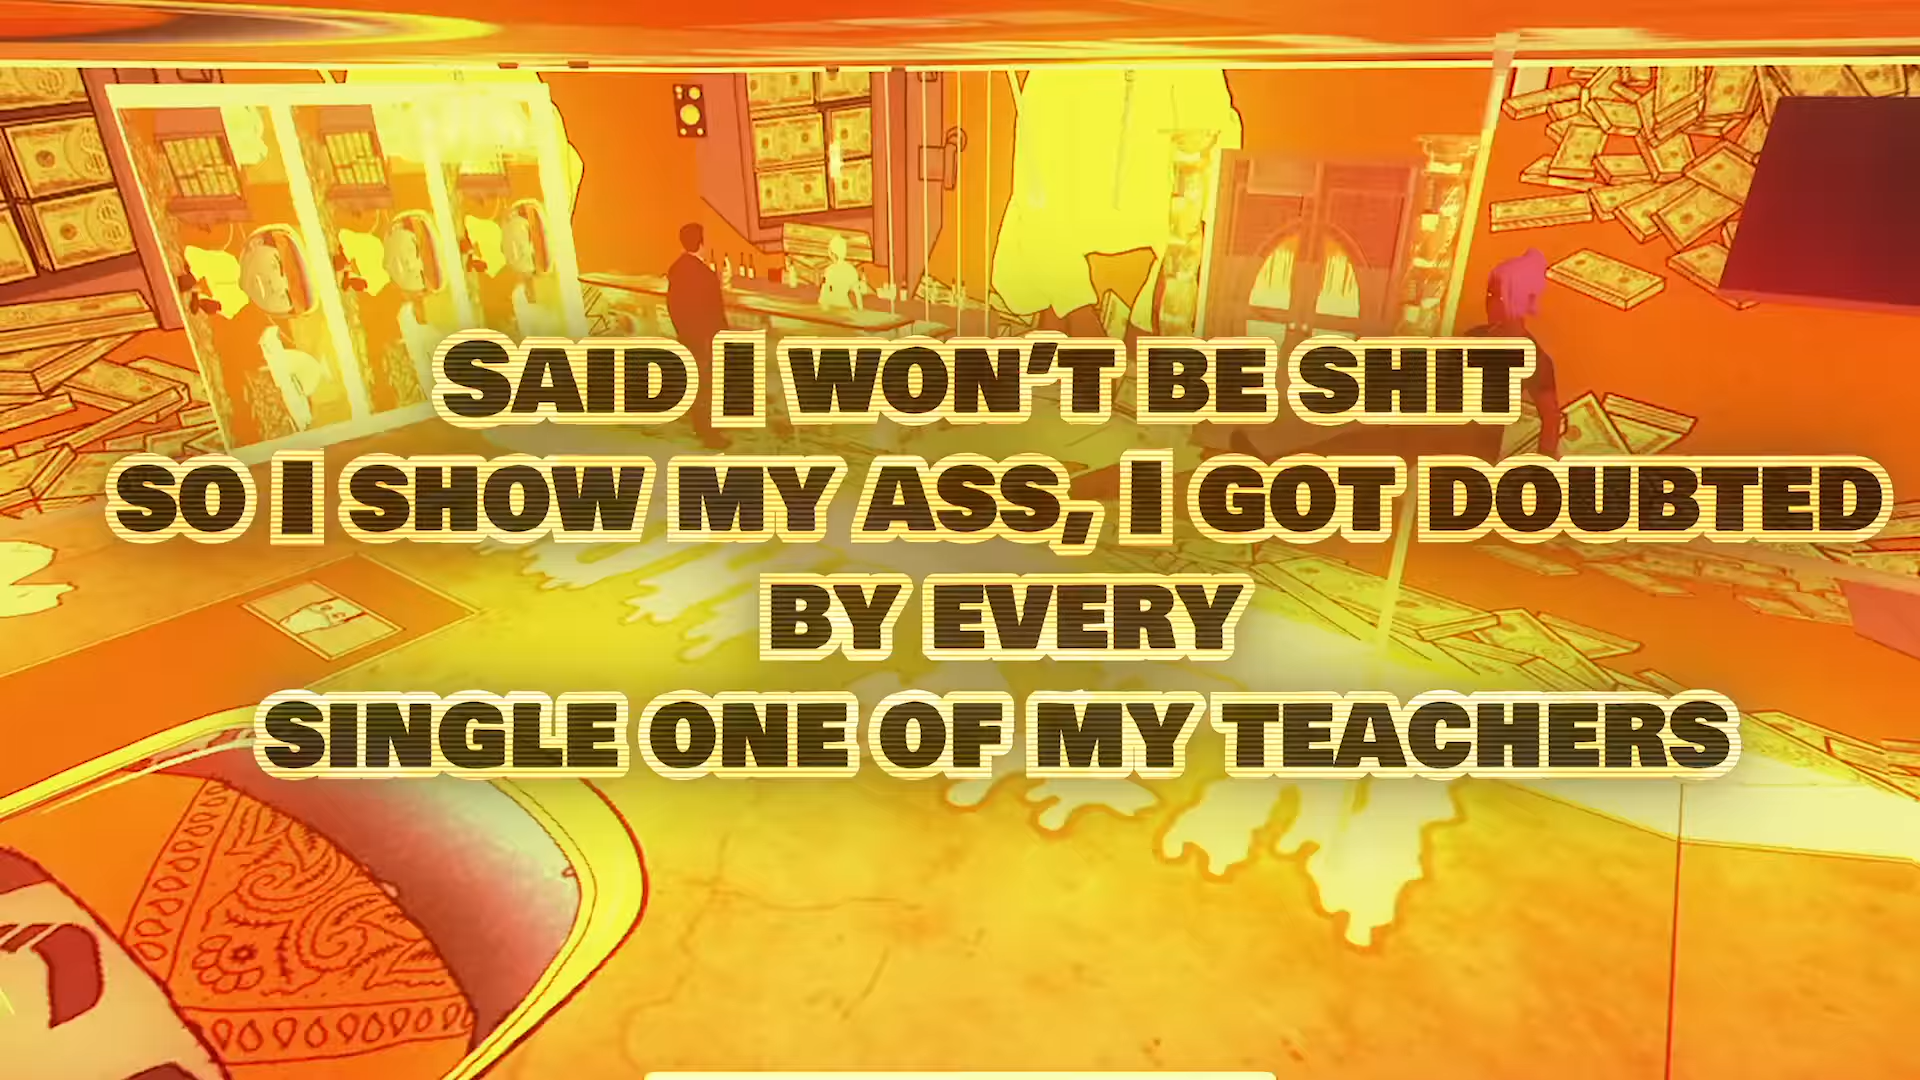 SAID I WON'T BE SHIT
SO I SHOW MY ASS, I GOT DOUBTED
BY EVERY
SINGLE ONE OF MY TEACHERS